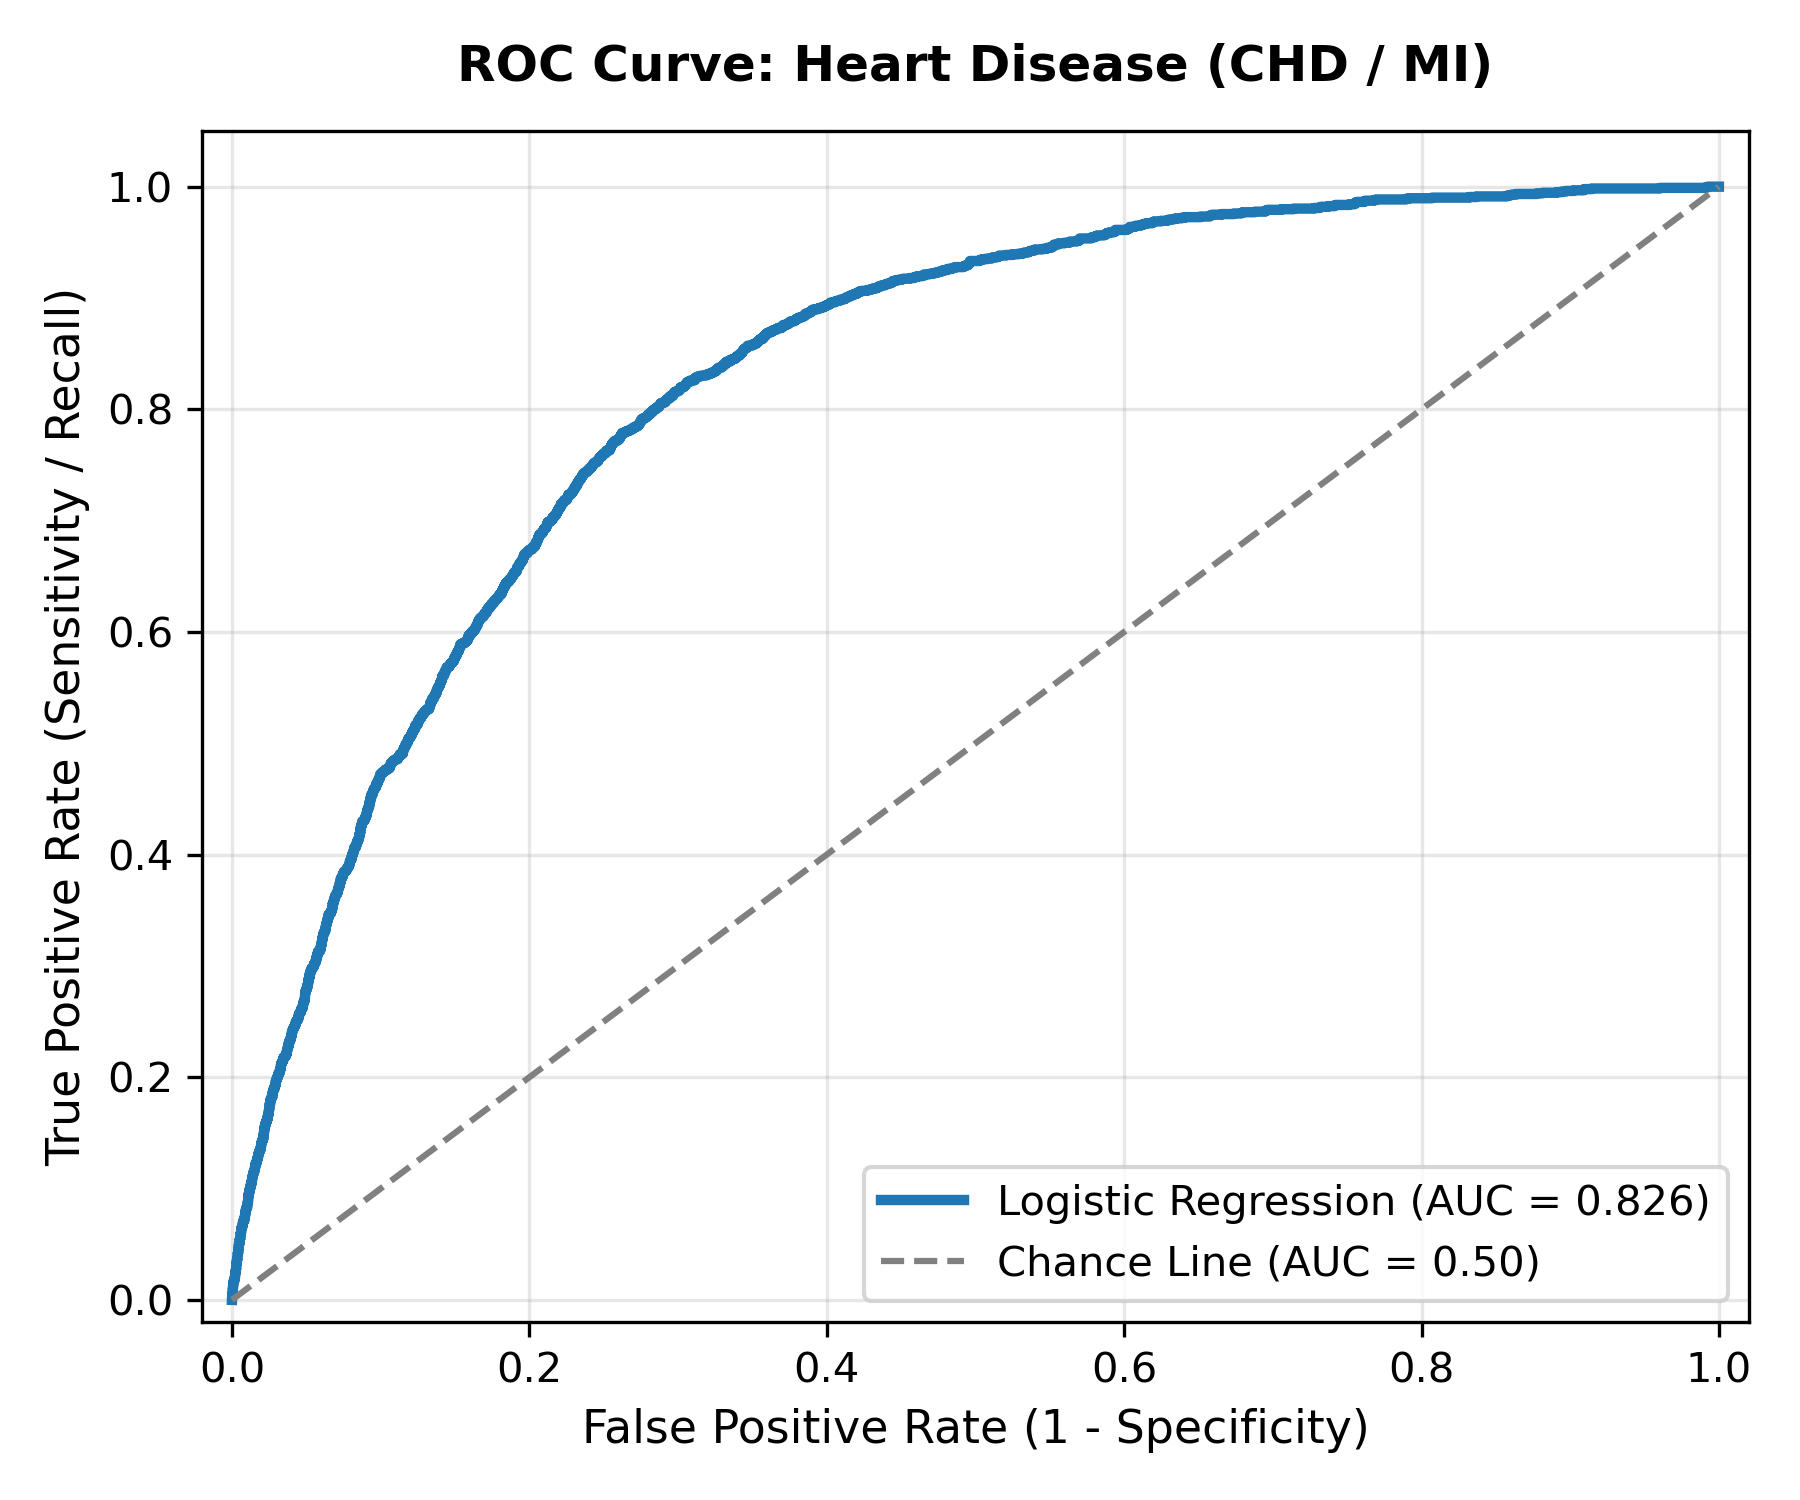 ROC Curve: Heart Disease (CHD / MI)
True Positive Rate (Sensitivity / Recall)
1.0
0.8
0.6
0.4
0.2
0.0
Logistic Regression (AUC = 0.826)
Chance Line (AUC = 0.50)
0.0 0.2 0.4 0.6 0.8 1.0
False Positive Rate (1 - Specificity)